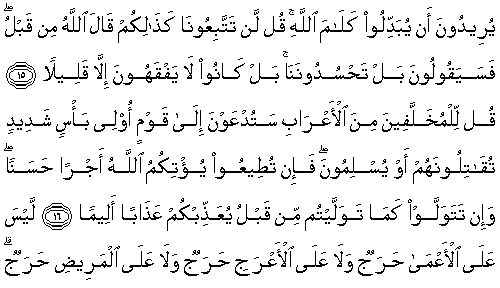 يُرِيدُونَ أَن يُبَدِّلُوا۟ كَلَـٰمَ ٱللَّهِ ۚ قُل لَّن تَتَّبِعُونَا كَذَٰلِكُمْ قَالَ ٱللَّهُ مِن قَبْلُ ۖ
فَسَيَقُولُونَ بَلْ تَحْسُدُونَنَا ۚ بَلْ كَانُوا۟ لَا يَفْقَهُونَ إِلَّا قَلِيلًا ١٥
قُل لِّلْمُخَلَّفِينَ مِنَ ٱلْأَعْرَابِ سَتُدْعَوْنَ إِلَىٰ قَوْمٍ أُو۟لِى بَأْسٍ شَدِيدٍ
تُقَـٰتِلُونَهُمْ أَوْ يُسْلِمُونَ ۖ فَإِن تُطِيعُوا۟ يُؤْتِكُمُ ٱللَّهُ أَجْرًا حَسَنًا ۖ
وَإِن تَتَوَلَّوْا۟ كَمَا تَوَلَّيْتُم مِّن قَبْلُ يُعَذِّبْكُمْ عَذَابًا أَلِيمًا ١٦ لَّيْسَ
عَلَى ٱلْأَعْمَىٰ حَرَجٌ وَلَا عَلَى ٱلْأَعْرَجِ حَرَجٌ وَلَا عَلَى ٱلْمَرِيضِ حَرَجٌ ۗ